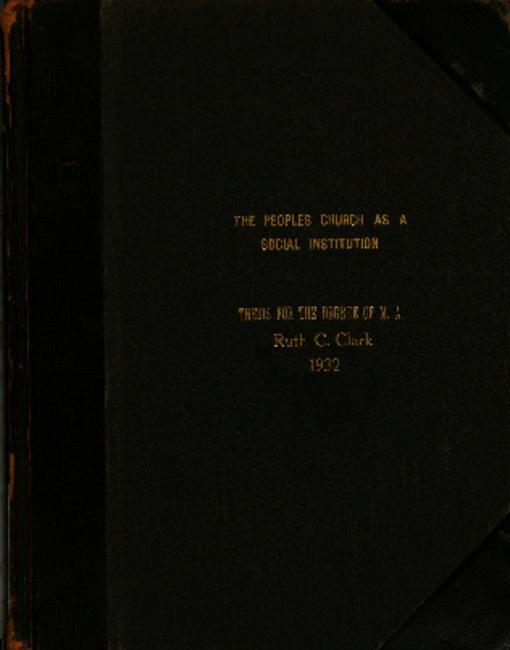 THE PEOPLES CHURCH AS A
SOCIAL INSTITUTION
THESIS FOR THE DEGREE OF M. A.
Ruth C. Clark
1932